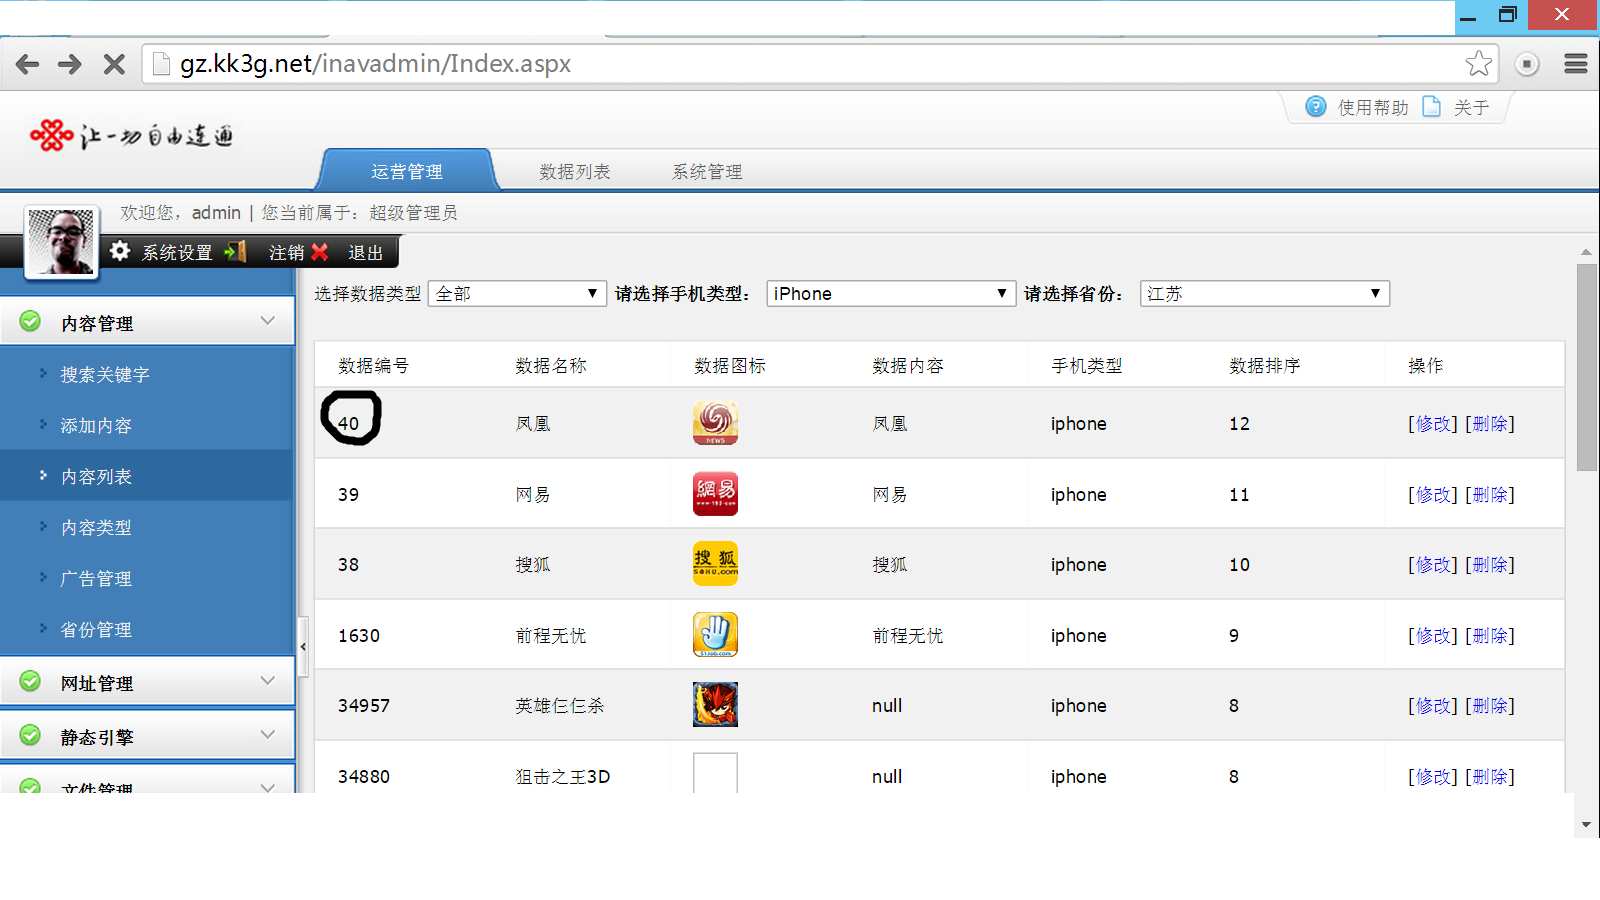 gz.kk3g.net/inavadmin/Index.aspx
使用帮助 关于
让一切自由连通
运营管理 数据列表 系统管理
欢迎您，admin | 您当前属于：超级管理员
系统设置 注销 退出
选择数据类型 全部 请选择手机类型： iPhone 请选择省份： 江苏
内容管理
搜索关键字
添加内容
内容列表
内容类型
广告管理
省份管理
网址管理
静态引擎
文件管理
数据编号 数据名称 数据图标 数据内容 手机类型 数据排序 操作
40 凤凰 NEWS 凤凰 iphone 12 [修改] [删除]
39 网易 網易 www.163.com 网易 iphone 11 [修改] [删除]
38 搜狐 搜狐 SOHU.com 搜狐 iphone 10 [修改] [删除]
1630 前程无忧 51job.com 前程无忧 iphone 9 [修改] [删除]
34957 英雄仨仨杀 null iphone 8 [修改] [删除]
34880 狙击之王3D null iphone 8 [修改] [删除]